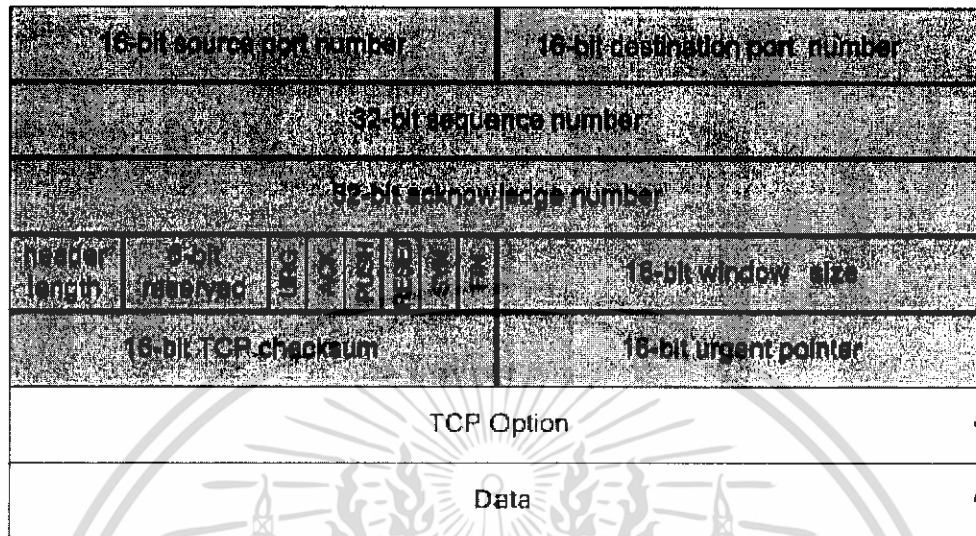 16-bit source port number
16-bit destination port number
32-bit sequence number
32-bit acknowledge number
header length
6-bit reserved
URG
ACK
PUSH
RESET
SYNC
FIN
16-bit window size
16-bit TCP checksum
16-bit urgent pointer
TCP Option
Data